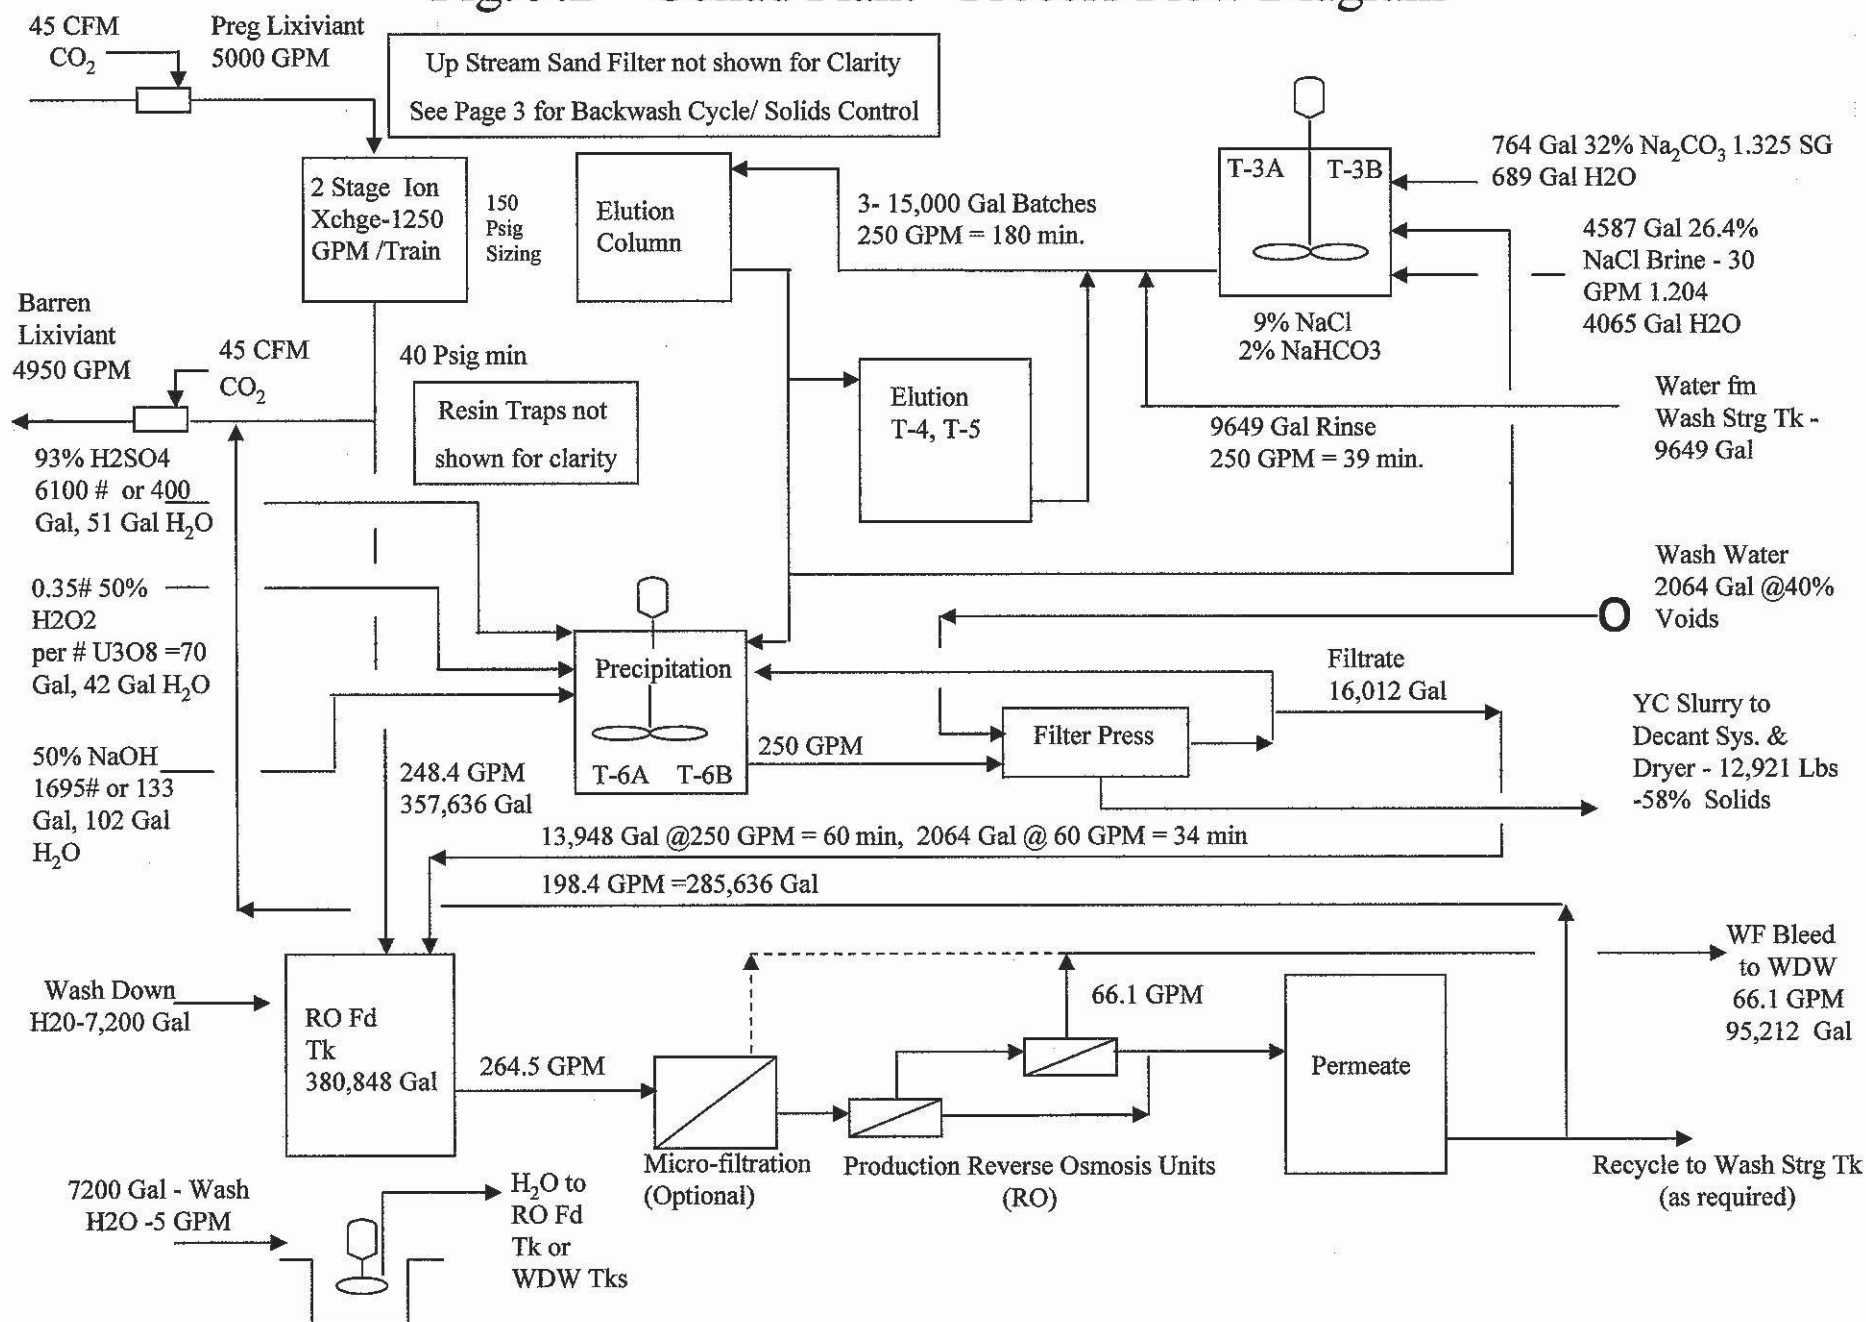 45 CFM
CO2
Preg Lixiviant
5000 GPM
Up Stream Sand Filter not shown for Clarity
See Page 3 for Backwash Cycle/ Solids Control
2 Stage Ion
Xchge-1250
GPM /Train
150
Psig
Sizing
Elution
Column
3- 15,000 Gal Batches
250 GPM = 180 min.
T-3A T-3B
764 Gal 32% Na2CO3 1.325 SG
689 Gal H2O
4587 Gal 26.4%
NaCl Brine - 30
GPM 1.204
4065 Gal H2O
9% NaCl
2% NaHCO3
Barren
Lixiviant
4950 GPM
45 CFM
CO2
40 Psig min
Resin Traps not
shown for clarity
Elution
T-4, T-5
9649 Gal Rinse
250 GPM = 39 min.
Water fm
Wash Strg Tk -
9649 Gal
93% H2SO4
6100 # or 400
Gal, 51 Gal H2O
0.35# 50%
H2O2
per # U3O8 =70
Gal, 42 Gal H2O
50% NaOH
1695# or 133
Gal, 102 Gal
H2O
Wash Water
2064 Gal @40%
Voids
Precipitation
T-6A T-6B
250 GPM
Filter Press
Filtrate
16,012 Gal
YC Slurry to
Decant Sys. &
Dryer - 12,921 Lbs
-58% Solids
248.4 GPM
357,636 Gal
13,948 Gal @250 GPM = 60 min, 2064 Gal @ 60 GPM = 34 min
198.4 GPM =285,636 Gal
Wash Down
H20-7,200 Gal
RO Fd
Tk
380,848 Gal
264.5 GPM
66.1 GPM
Permeate
WF Bleed
to WDW
66.1 GPM
95,212 Gal
Micro-filtration
(Optional)
Production Reverse Osmosis Units
(RO)
Recycle to Wash Strg Tk
(as required)
7200 Gal - Wash
H2O -5 GPM
H2O to
RO Fd
Tk or
WDW Tks